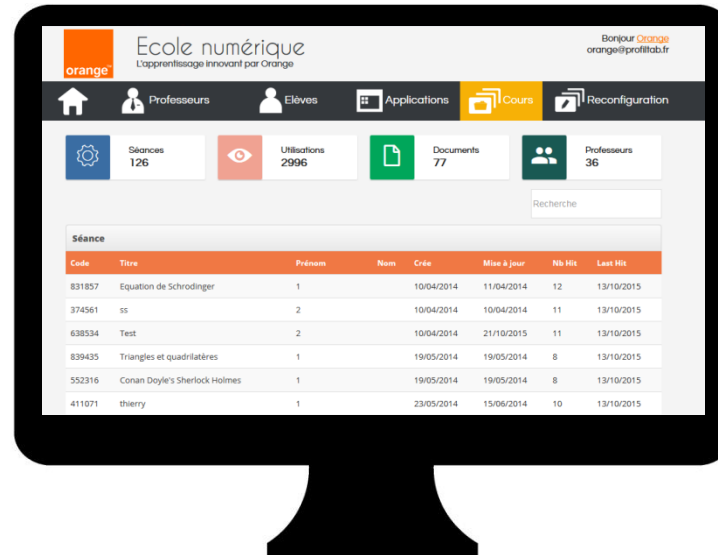 Ecole numérique
L'apprentissage innovant par Orange
Bonjour Orange
orange@profiltab.fr
orange™
Professeurs Elèves Applications Cours Reconfiguration
Séances
126
Utilisations
2996
Documents
77
Professeurs
36
Recherche
Séance
Code Titre Prénom Nom Crée Mise à jour Nb Hit Last Hit
831857 Equation de Schrodinger 1 10/04/2014 11/04/2014 12 13/10/2015
374561 ss 2 10/04/2014 10/04/2014 11 13/10/2015
638534 Test 2 10/04/2014 21/10/2015 11 13/10/2015
839435 Triangles et quadrilatères 1 19/05/2014 19/05/2014 8 13/10/2015
552316 Conan Doyle's Sherlock Holmes 1 19/05/2014 19/05/2014 8 13/10/2015
411071 thierry 1 23/05/2014 15/06/2014 10 13/10/2015